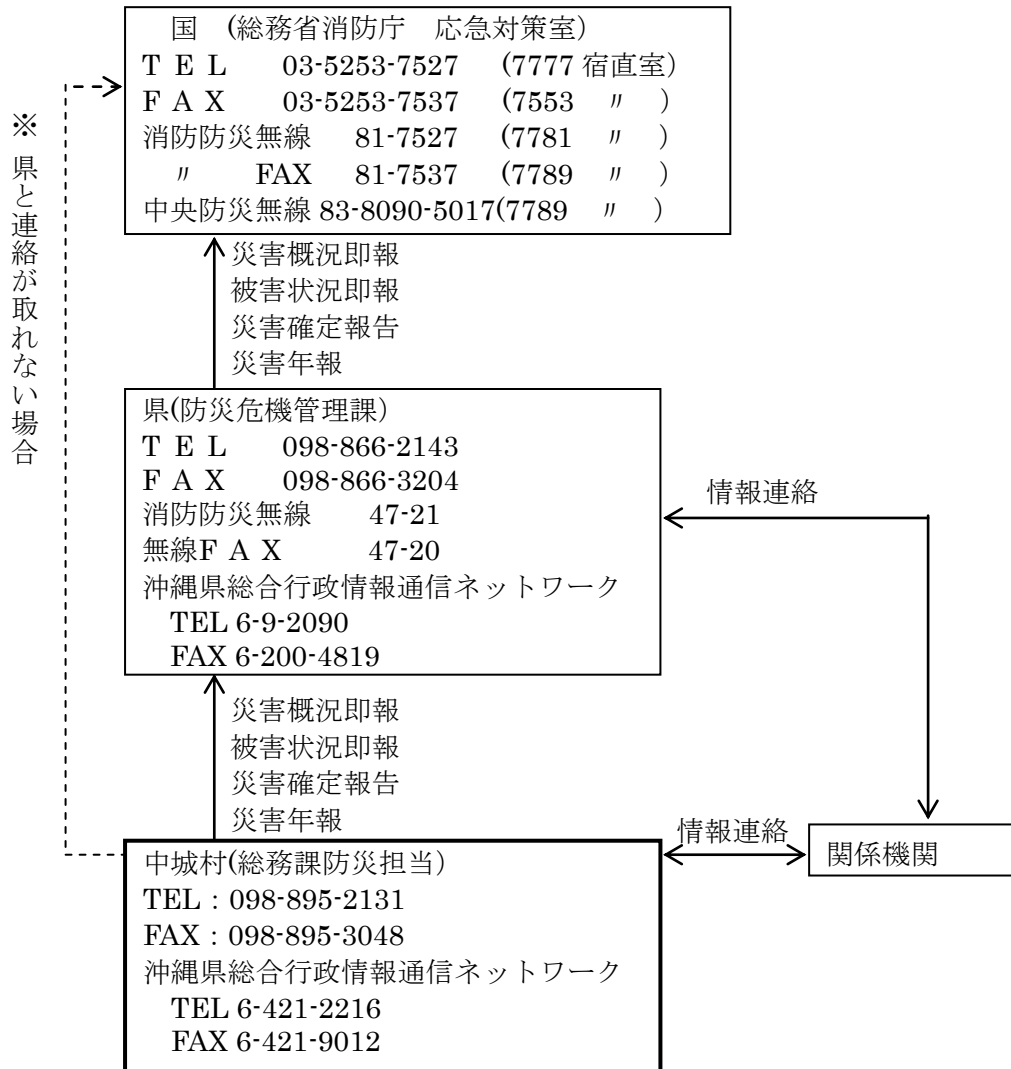 国　(総務省消防庁　応急対策室)
T E L　03-5253-7527　(7777 宿直室)
F A X　03-5253-7537　(7553　〃　)
消防防災無線　81-7527　(7781　〃　)
〃　FAX　81-7537　(7789　〃　)
中央防災無線 83-8090-5017(7789　〃　)
※ 県と連絡が取れない場合
災害概況即報
被害状況即報
災害確定報告
災害年報
県(防災危機管理課)
T E L　098-866-2143
F A X　098-866-3204
消防防災無線　47-21
無線F A X　47-20
沖縄県総合行政情報通信ネットワーク
TEL 6-9-2090
FAX 6-200-4819
情報連絡
災害概況即報
被害状況即報
災害確定報告
災害年報
情報連絡
関係機関
中城村(総務課防災担当)
TEL：098-895-2131
FAX：098-895-3048
沖縄県総合行政情報通信ネットワーク
TEL 6-421-2216
FAX 6-421-9012